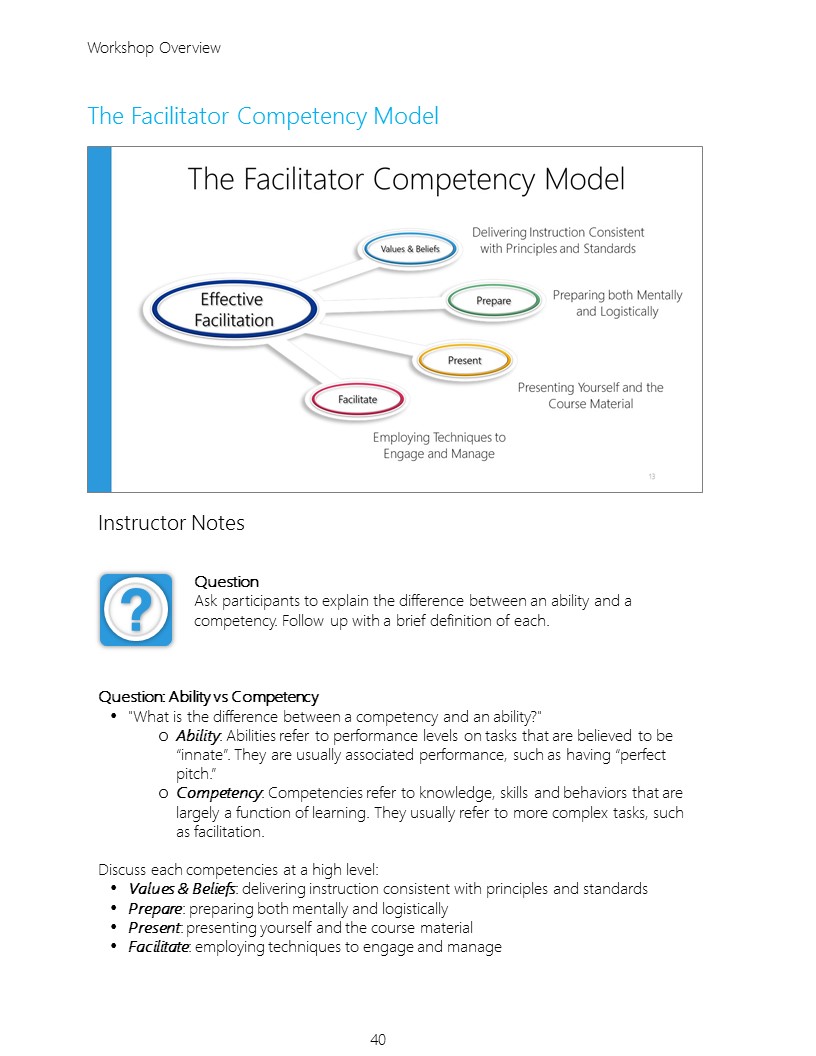 Workshop Overview
The Facilitator Competency Model
The Facilitator Competency Model
Values & Beliefs
Delivering Instruction Consistent
with Principles and Standards
Effective
Facilitation
Prepare
Preparing both Mentally
and Logistically
Present
Presenting Yourself and the
Course Material
Facilitate
Employing Techniques to
Engage and Manage
13
Instructor Notes
?
Question
Ask participants to explain the difference between an ability and a
competency. Follow up with a brief definition of each.
Question: Ability vs Competency
• "What is the difference between a competency and an ability?"
o Ability: Abilities refer to performance levels on tasks that are believed to be
“innate”. They are usually associated performance, such as having “perfect
pitch.”
o Competency: Competencies refer to knowledge, skills and behaviors that are
largely a function of learning. They usually refer to more complex tasks, such
as facilitation.
Discuss each competencies at a high level:
• Values & Beliefs: delivering instruction consistent with principles and standards
• Prepare: preparing both mentally and logistically
• Present: presenting yourself and the course material
• Facilitate: employing techniques to engage and manage
40